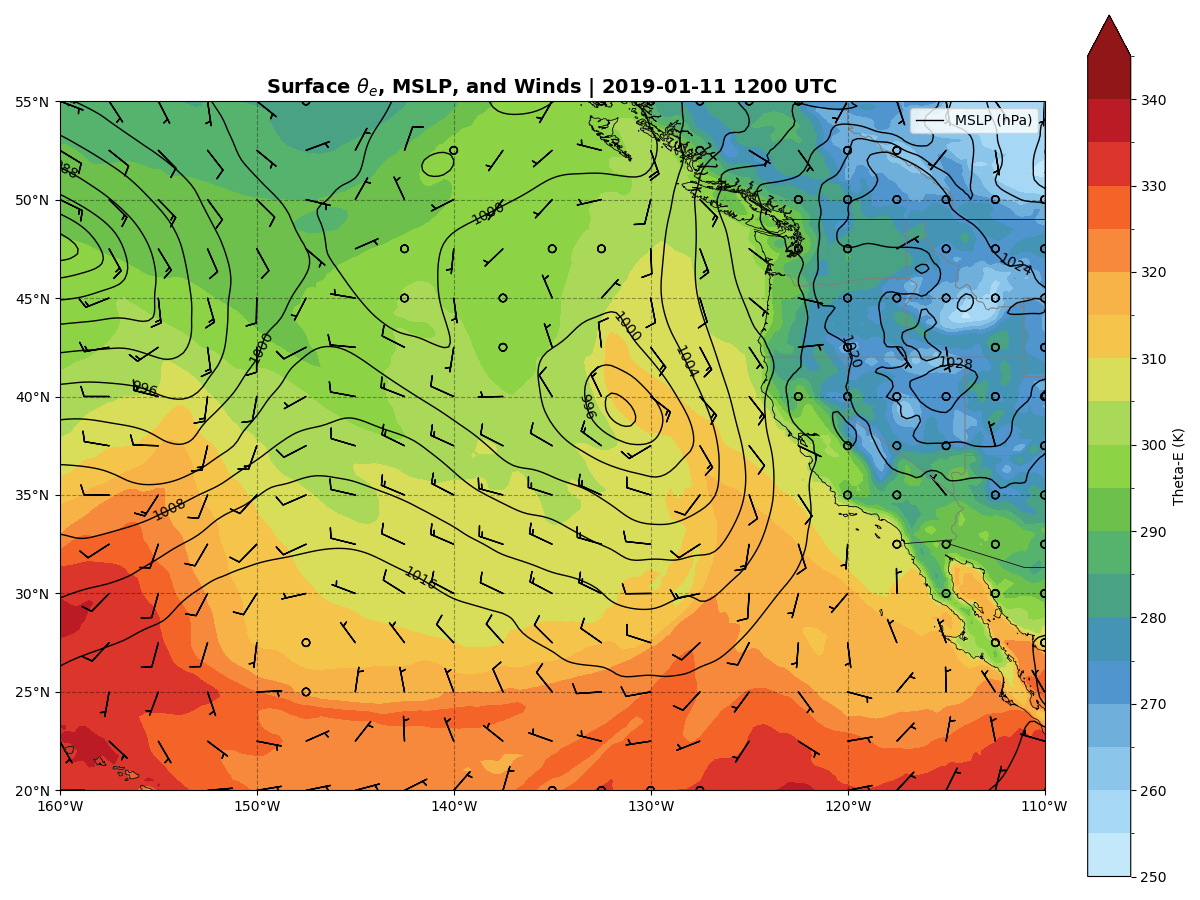 Surface θe, MSLP, and Winds | 2019-01-11 1200 UTC
MSLP (hPa)
55°N
50°N
45°N
40°N
35°N
30°N
25°N
20°N
160°W
150°W
140°W
130°W
120°W
110°W
988
1000
1024
1000
1000
1004
1020
1028
996
996
1008
1016
340
330
320
310
300
290
280
270
260
250
Theta-E (K)